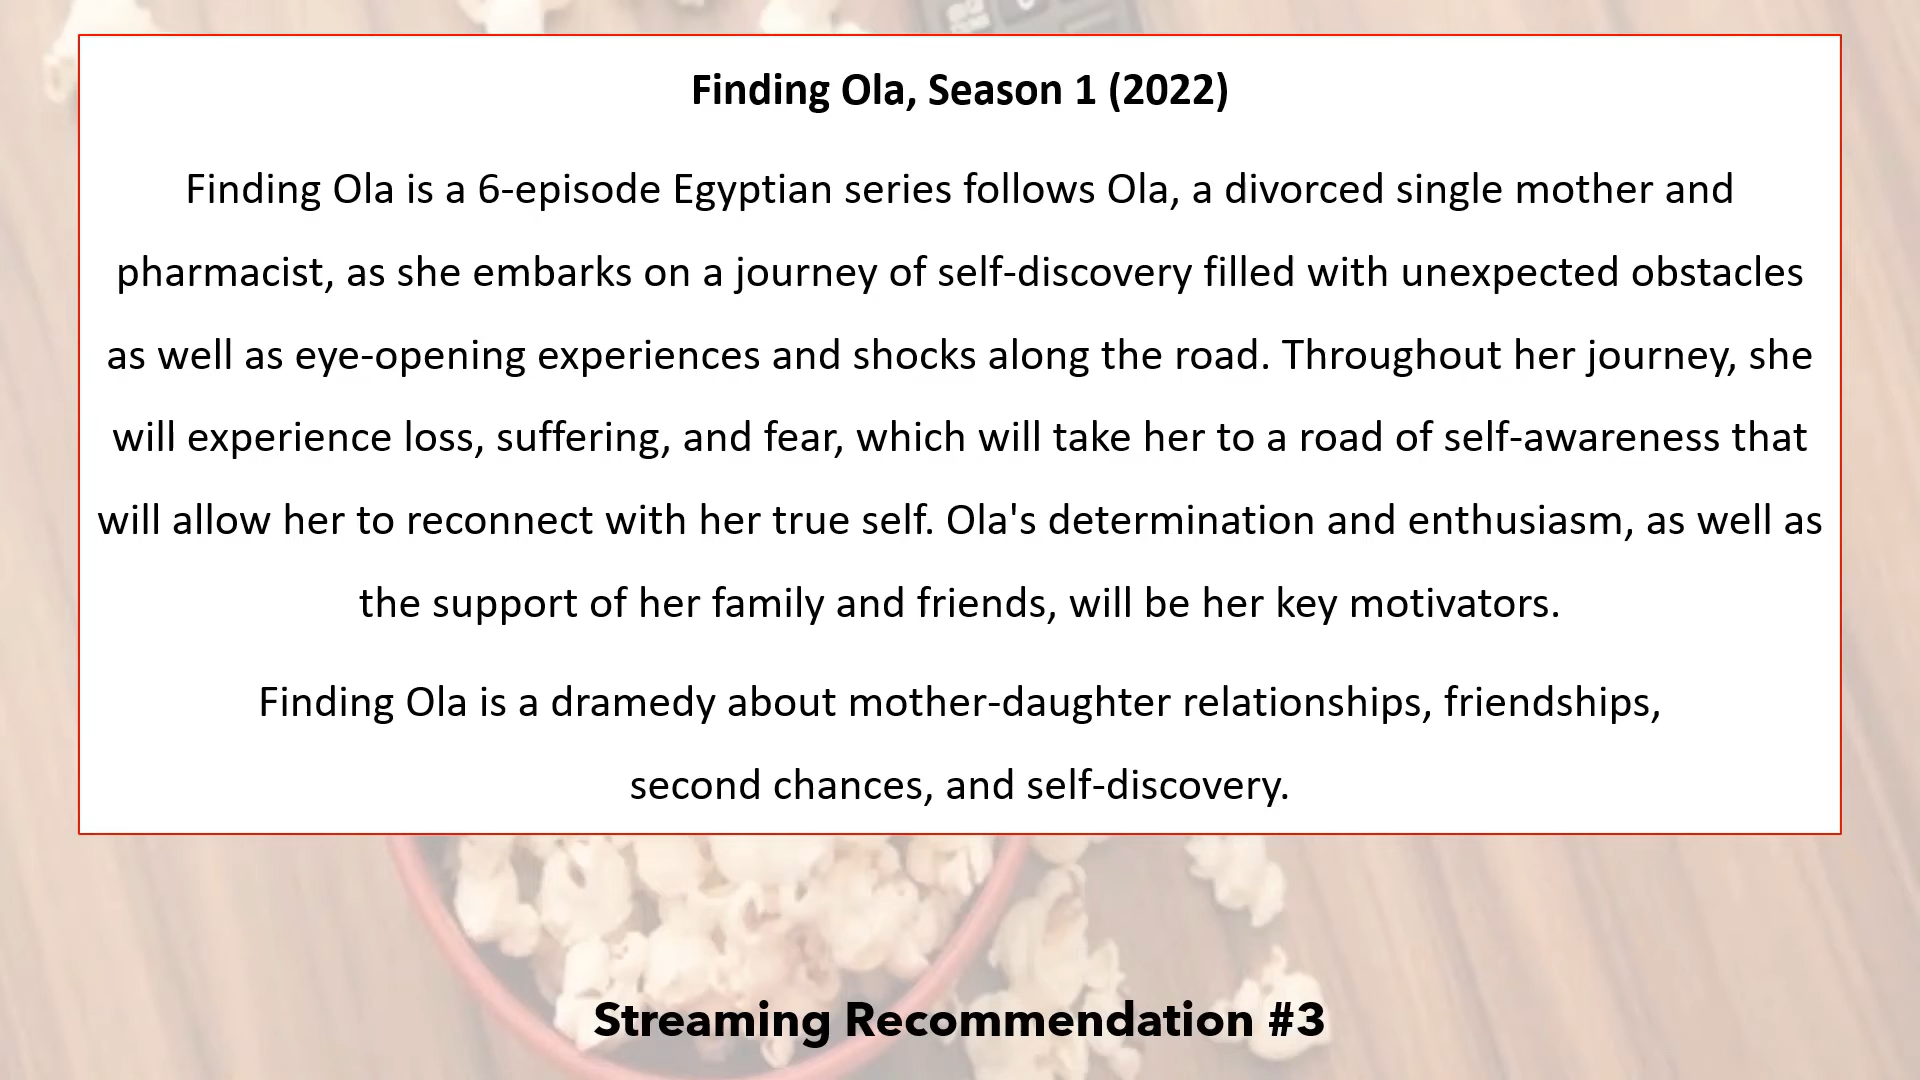 Finding Ola, Season 1 (2022)
Finding Ola is a 6-episode Egyptian series follows Ola, a divorced single mother and
pharmacist, as she embarks on a journey of self-discovery filled with unexpected obstacles
as well as eye-opening experiences and shocks along the road. Throughout her journey, she
will experience loss, suffering, and fear, which will take her to a road of self-awareness that
will allow her to reconnect with her true self. Ola's determination and enthusiasm, as well as
the support of her family and friends, will be her key motivators.
Finding Ola is a dramedy about mother-daughter relationships, friendships,
second chances, and self-discovery.
Streaming Recommendation #3